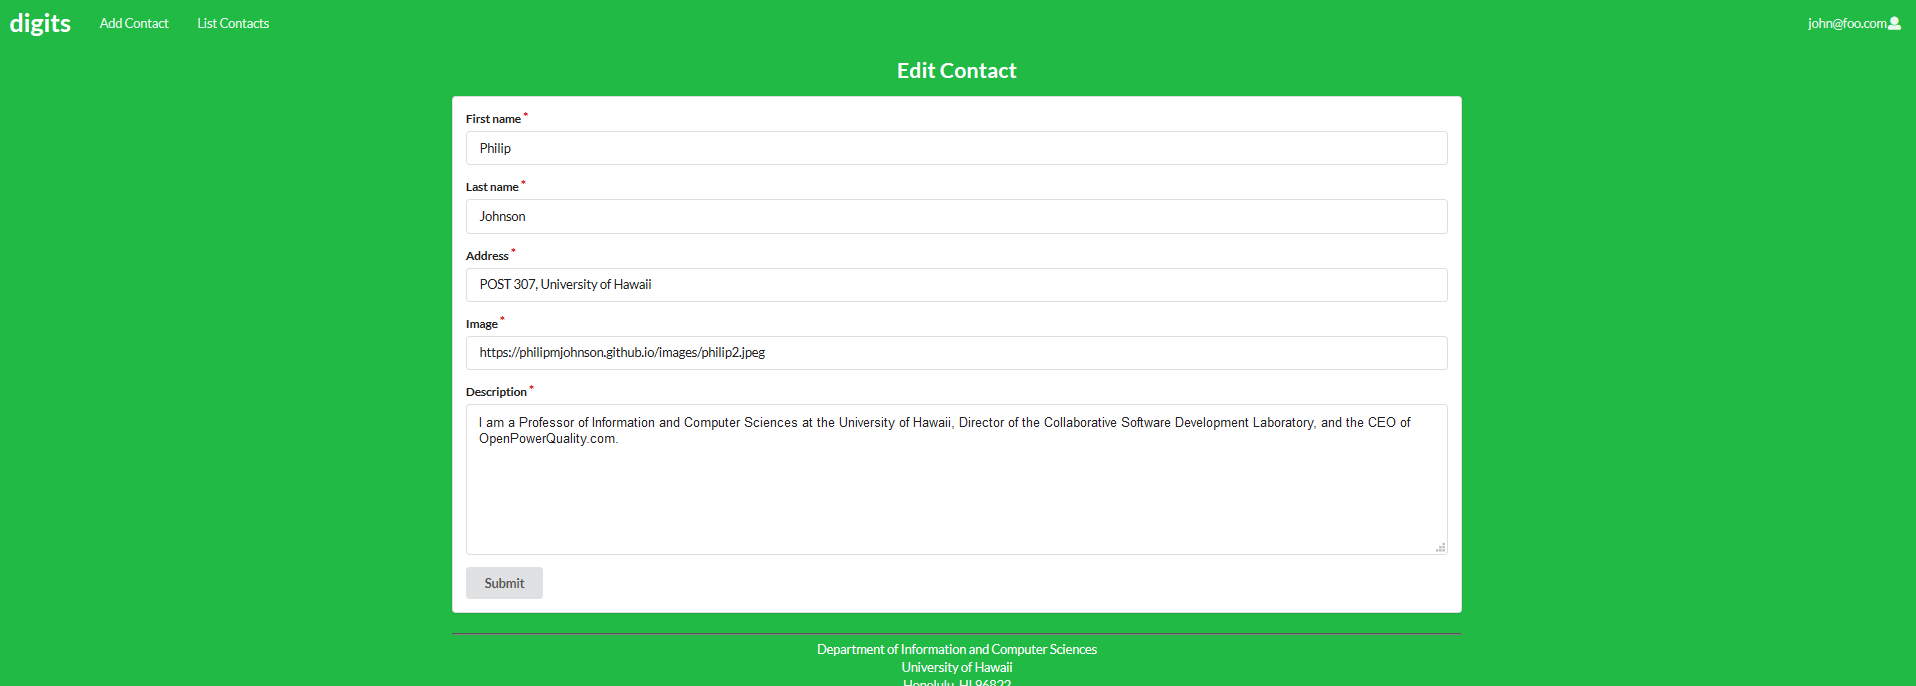 digits Add Contact List Contacts john@foo.com
Edit Contact
First name *
Philip
Last name *
Johnson
Address *
POST 307, University of Hawaii
Image *
https://philipmjohnson.github.io/images/philip2.jpeg
Description *
I am a Professor of Information and Computer Sciences at the University of Hawaii, Director of the Collaborative Software Development Laboratory, and the CEO of
OpenPowerQuality.com.
Submit
Department of Information and Computer Sciences
University of Hawaii
Honolulu, HI 96822